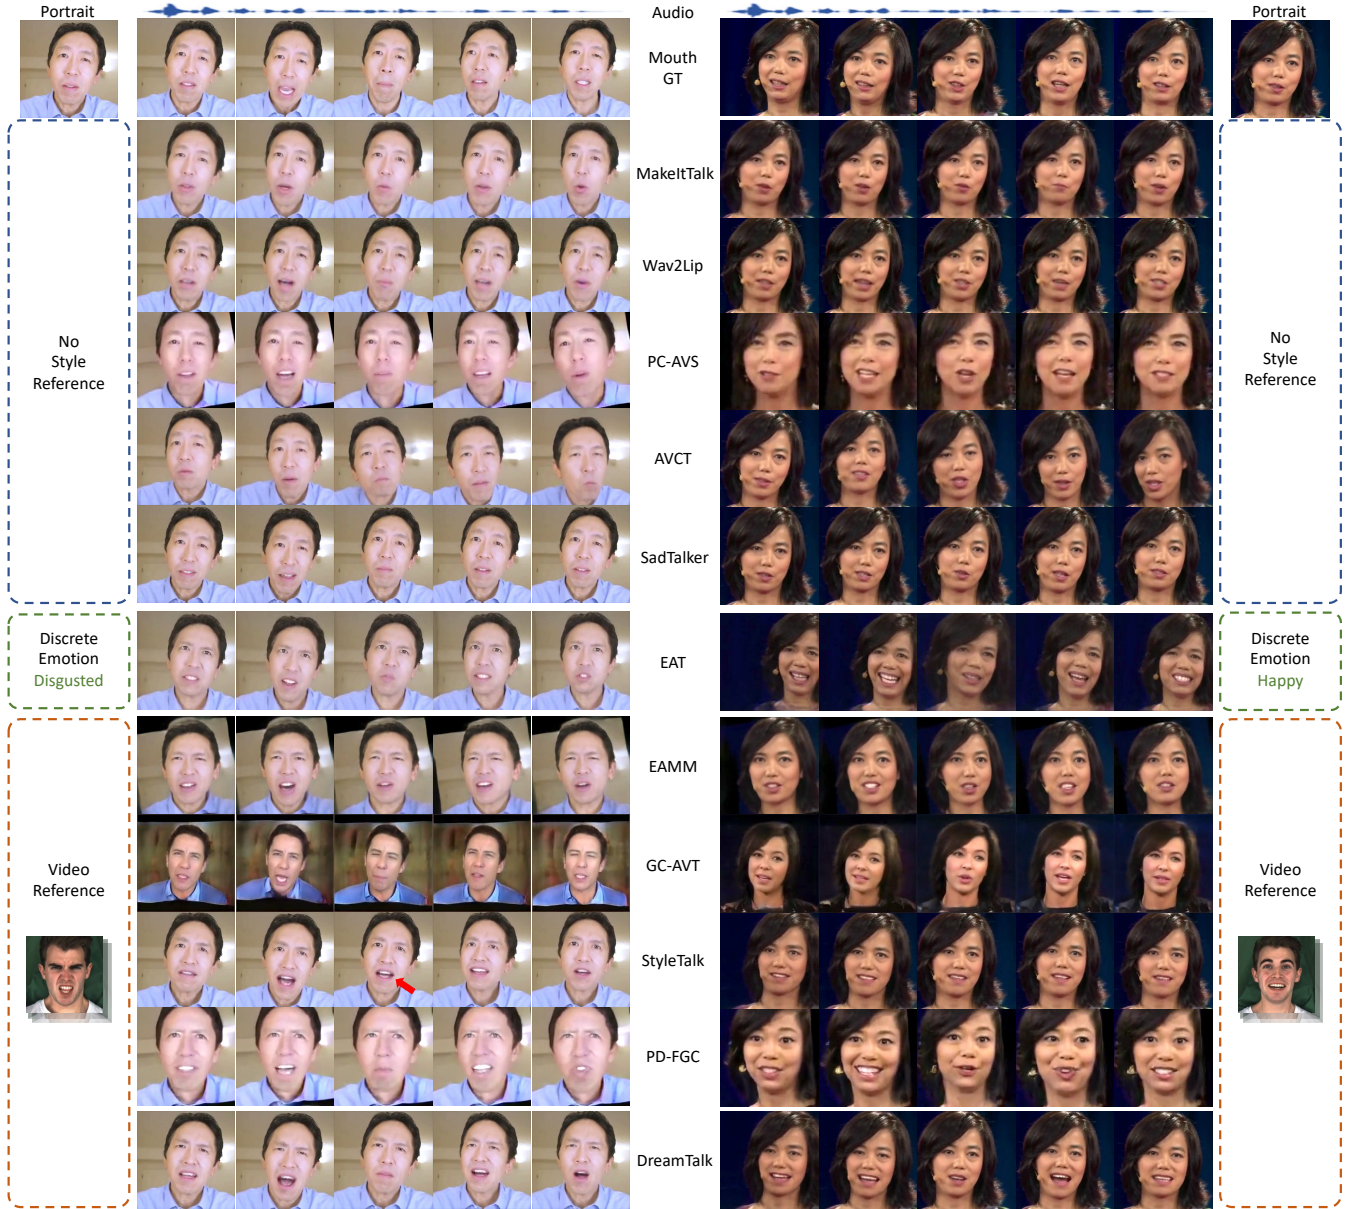 Portrait
Audio
Portrait
Mouth
GT
MakeItTalk
Wav2Lip
No
Style
Reference
PC-AVS
No
Style
Reference
AVCT
SadTalker
Discrete
Emotion
Disgusted
EAT
Discrete
Emotion
Happy
EAMM
Video
Reference
GC-AVT
Video
Reference
StyleTalk
PD-FGC
DreamTalk